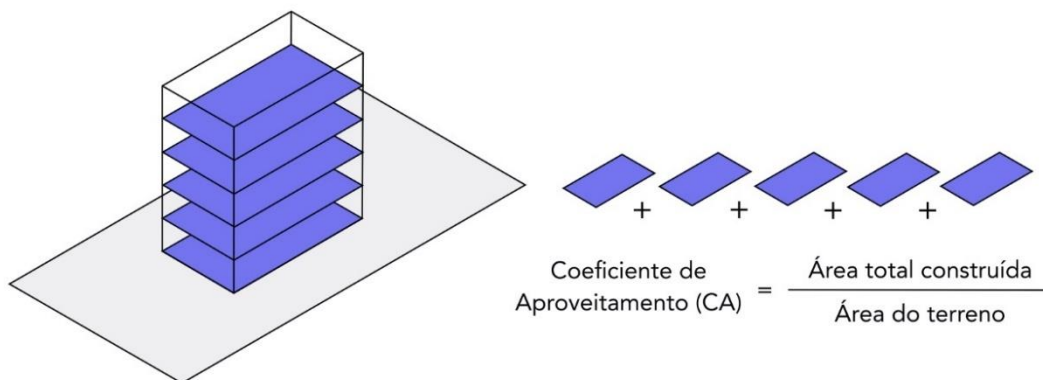 + + + +
Coeficiente de
Aproveitamento (CA) =
Área total construída
Área do terreno